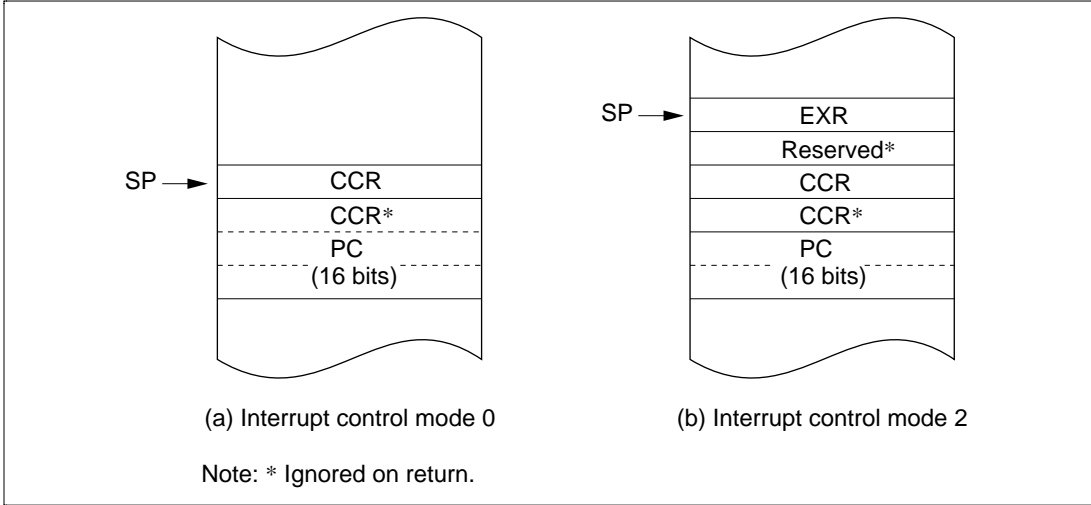 SP
CCR
CCR*
PC
(16 bits)
(a) Interrupt control mode 0
SP
EXR
Reserved*
CCR
CCR*
PC
(16 bits)
(b) Interrupt control mode 2
Note: * Ignored on return.